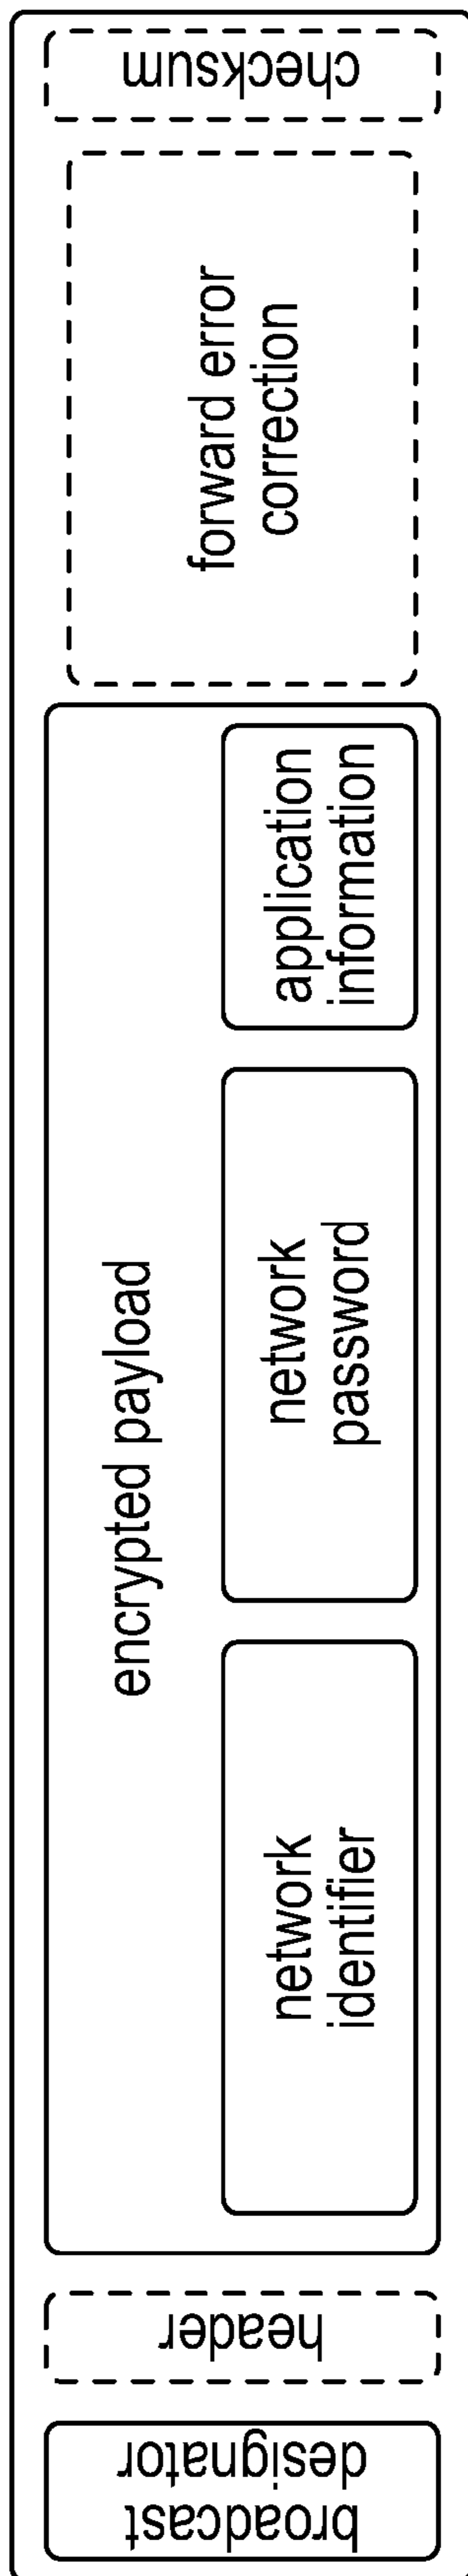 broadcast
designator
header
encrypted payload
network
identifier
network
password
application
information
forward error
correction
checksum